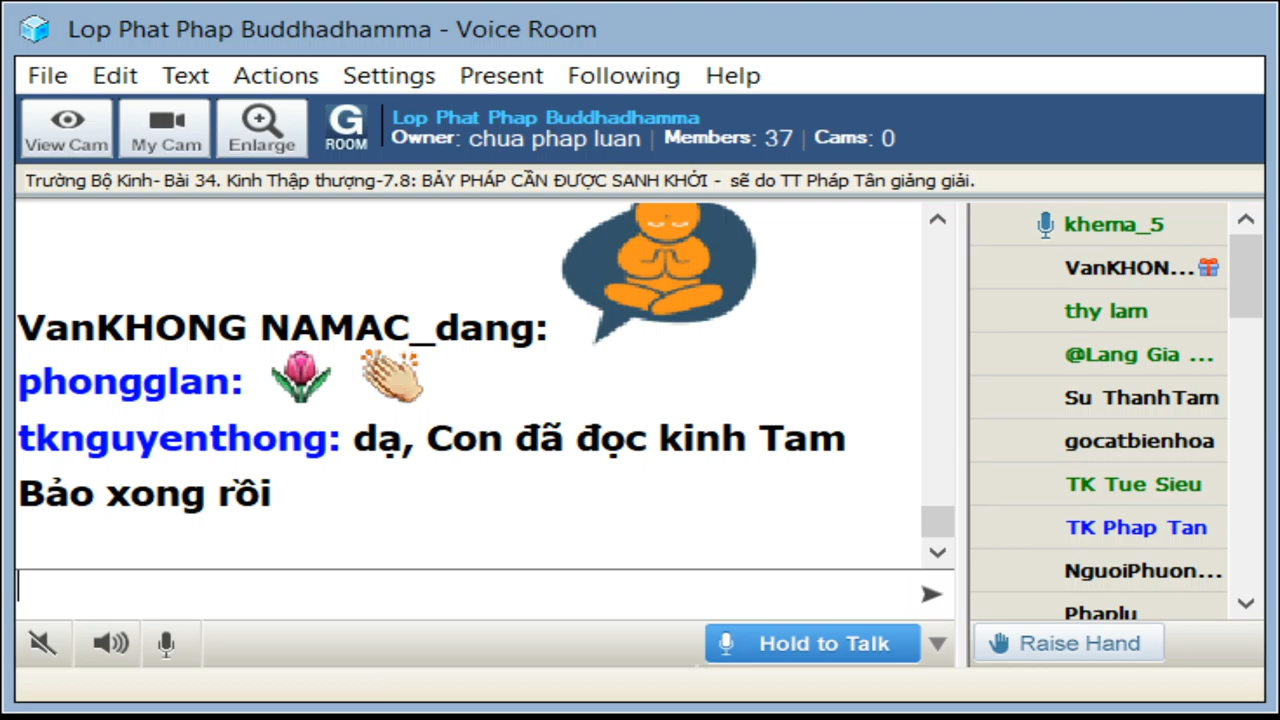 Lop Phat Phap Buddhadhamma - Voice Room
File Edit Text Actions Settings Present Following Help
View Cam My Cam Enlarge G ROOM
Lop Phat Phap Buddhadhamma
Owner: chua phap luan | Members: 37 | Cams: 0
Trường Bộ Kinh- Bài 34. Kinh Thập thượng-7.8: BẢY PHÁP CẦN ĐƯỢC SANH KHỞI - sẽ do TT Pháp Tân giảng giải.
VanKHONG NAMAC_dang:
phongglan:
tknguyenthong: dạ, Con đã đọc kinh Tam
Bảo xong rồi
khema_5
VanKHON...
thy lam
@Lang Gia ...
Su ThanhTam
gocatbienhoa
TK Tue Sieu
TK Phap Tan
NguoiPhuon...
Phaplu
Hold to Talk
Raise Hand